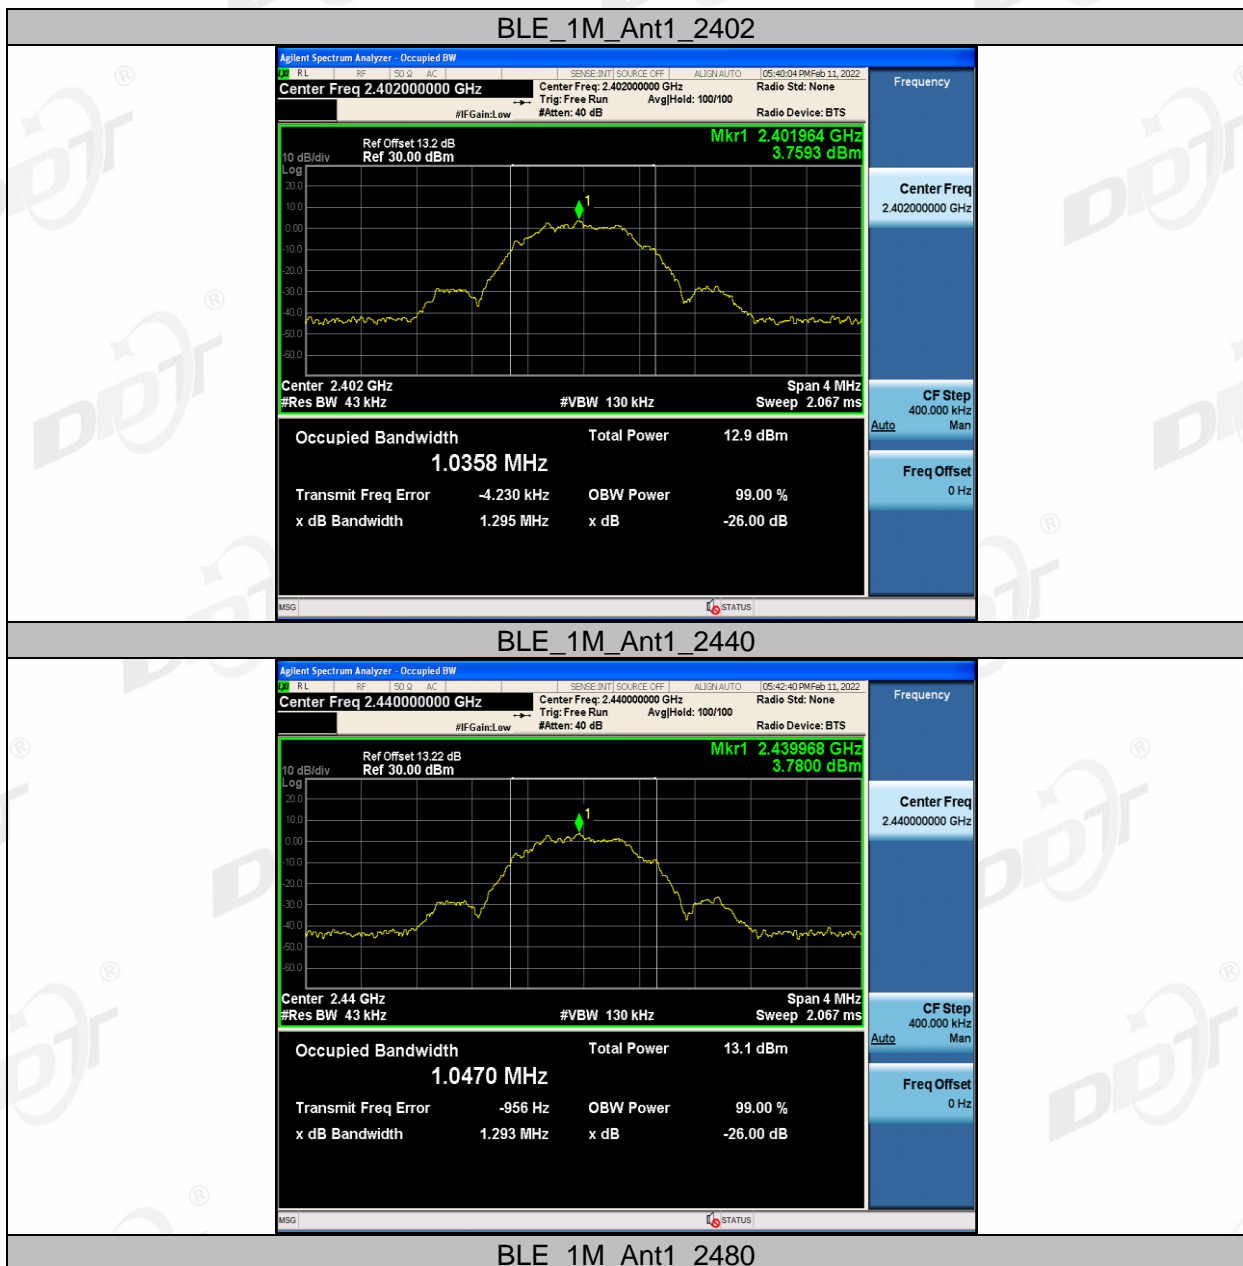 BLE_1M_Ant1_2402
Agilent Spectrum Analyzer - Occupied BW
LXI RL RF 50 Ω AC SENSE:INT SOURCE OFF ALIGN AUTO 05:40:04 PM Feb 11, 2022
Center Freq 2.402000000 GHz Center Freq: 2.402000000 GHz Radio Std: None
Trig: Free Run Avg|Hold: 100/100
#IFGain:Low #Atten: 40 dB Radio Device: BTS
Frequency
Mkr1 2.401964 GHz
3.7593 dBm
Ref Offset 13.2 dB
10 dB/div Ref 30.00 dBm
Log
20.0
10.0
0.00
-10.0
-20.0
-30.0
-40.0
-50.0
-60.0
1
Center Freq
2.402000000 GHz
Center 2.402 GHz Span 4 MHz
#Res BW 43 kHz #VBW 130 kHz Sweep 2.067 ms
CF Step
400.000 kHz
Auto Man
Occupied Bandwidth Total Power 12.9 dBm
1.0358 MHz
Transmit Freq Error -4.230 kHz OBW Power 99.00 %
x dB Bandwidth 1.295 MHz x dB -26.00 dB
Freq Offset
0 Hz
MSG STATUS
BLE_1M_Ant1_2440
Agilent Spectrum Analyzer - Occupied BW
LXI RL RF 50 Ω AC SENSE:INT SOURCE OFF ALIGN AUTO 05:42:40 PM Feb 11, 2022
Center Freq 2.440000000 GHz Center Freq: 2.440000000 GHz Radio Std: None
Trig: Free Run Avg|Hold: 100/100
#IFGain:Low #Atten: 40 dB Radio Device: BTS
Frequency
Mkr1 2.439968 GHz
3.7800 dBm
Ref Offset 13.22 dB
10 dB/div Ref 30.00 dBm
Log
20.0
10.0
0.00
-10.0
-20.0
-30.0
-40.0
-50.0
-60.0
1
Center Freq
2.440000000 GHz
Center 2.44 GHz Span 4 MHz
#Res BW 43 kHz #VBW 130 kHz Sweep 2.067 ms
CF Step
400.000 kHz
Auto Man
Occupied Bandwidth Total Power 13.1 dBm
1.0470 MHz
Transmit Freq Error -956 Hz OBW Power 99.00 %
x dB Bandwidth 1.293 MHz x dB -26.00 dB
Freq Offset
0 Hz
MSG STATUS
BLE_1M_Ant1_2480